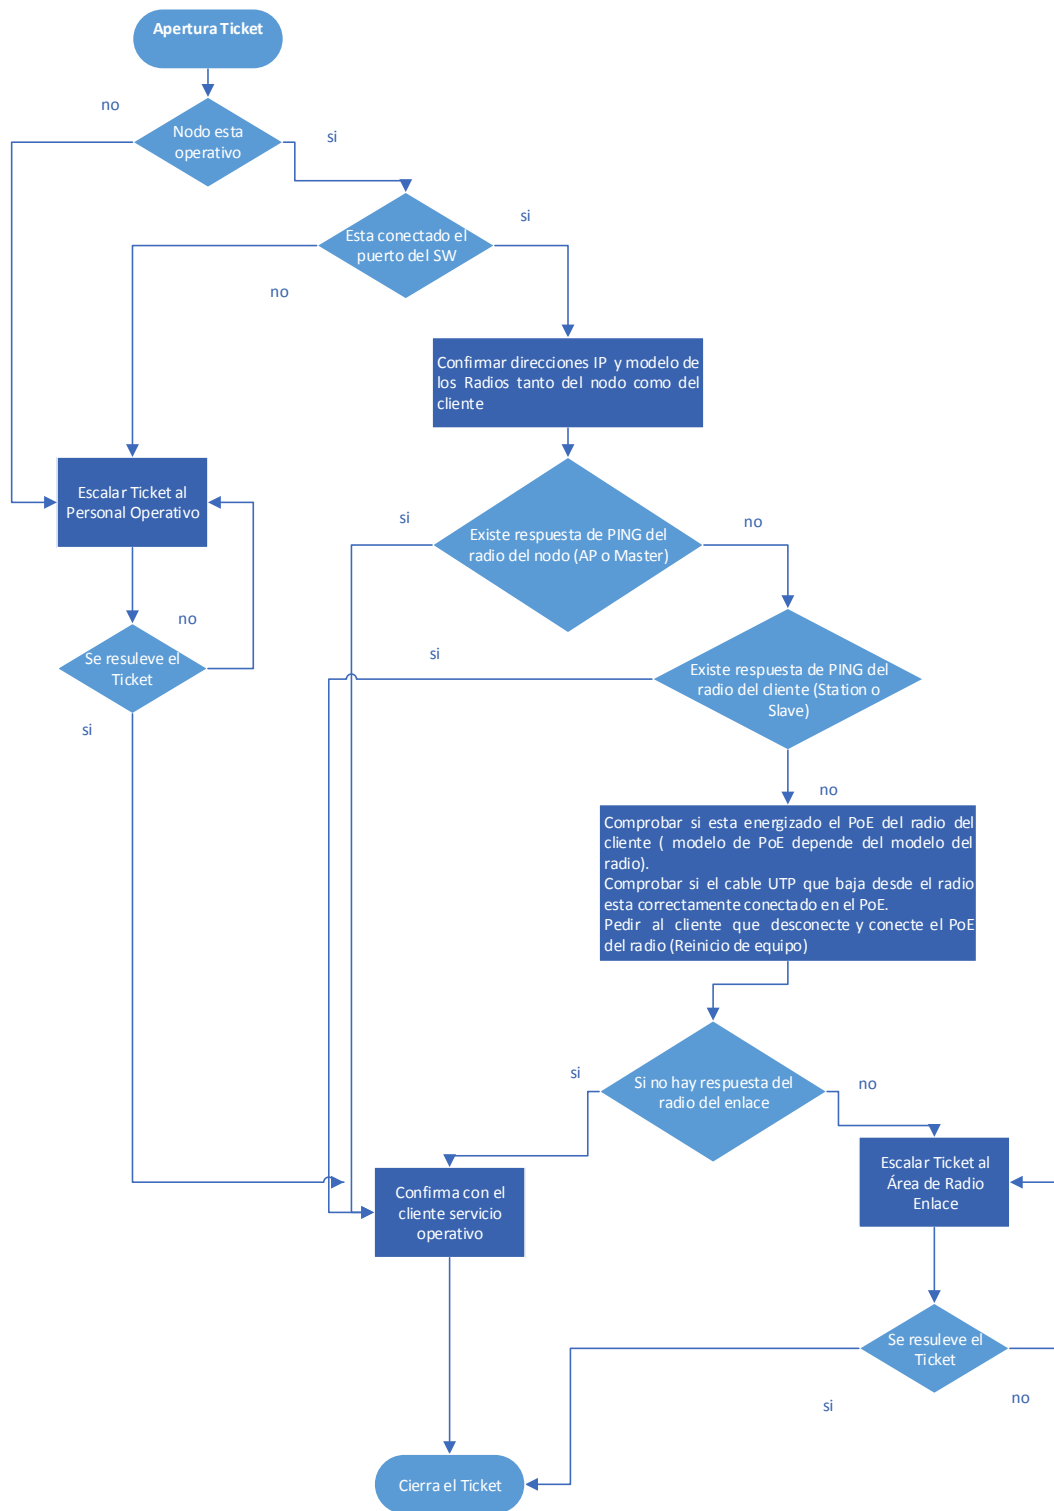 Apertura Ticket
no
Nodo esta
operativo
si
si
Esta conectado el
puerto del SW
no
Confirmar direcciones IP y modelo de
los Radios tanto del nodo como del
cliente
Escalar Ticket al
Personal Operativo
si
Existe respuesta de PING del
radio del nodo (AP o Master)
no
no
Se resuleve el
Ticket
si
si
Existe respuesta de PING del
radio del cliente (Station o
Slave)
no
Comprobar si esta energizado el PoE del radio del
cliente ( modelo de PoE depende del modelo del
radio).
Comprobar si el cable UTP que baja desde el radio
esta correctamente conectado en el PoE.
Pedir al cliente que desconecte y conecte el PoE
del radio (Reinicio de equipo)
si
Si no hay respuesta del
radio del enlace
no
Escalar Ticket al
Área de Radio
Enlace
Confirma con el
cliente servicio
operativo
Se resuleve el
Ticket
si
no
Cierra el Ticket